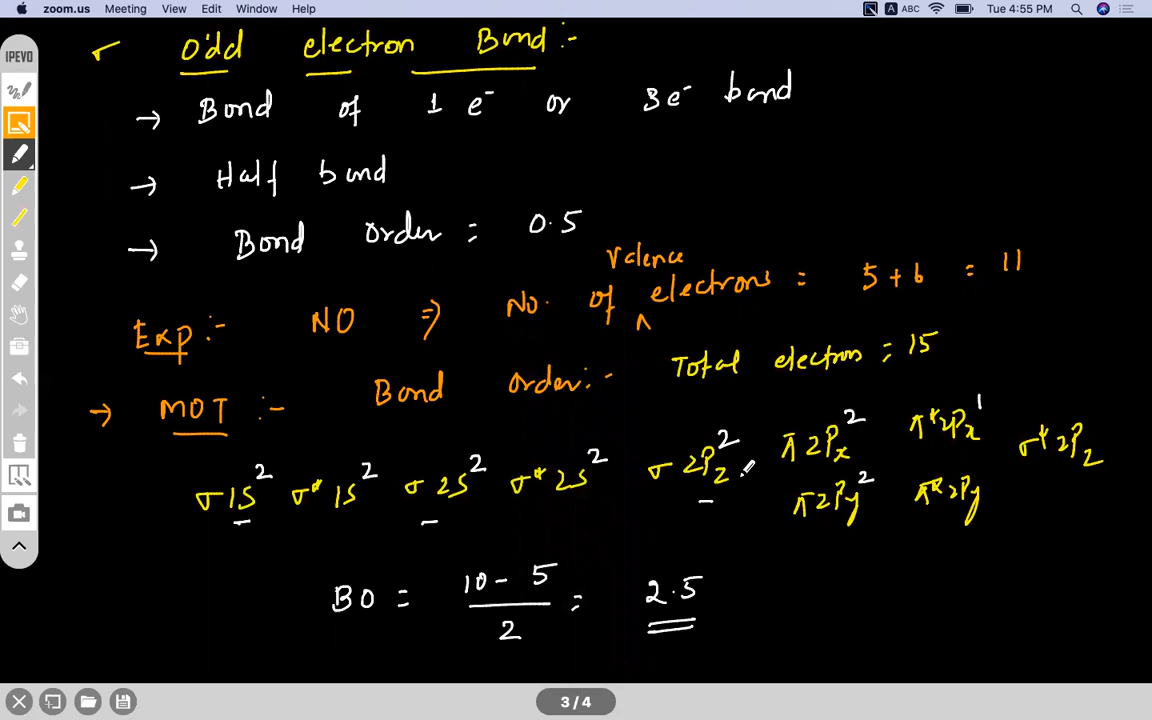 zoom.us Meeting View Edit Window Help A ABC Tue 4:55 PM
IPEVO
Odd electron Bond :-
→ Bond of 1 e⁻ or 3e⁻ bond
→ Half bond
→ Bond order = 0.5
Valence
Exp :- NO ⇒ No. of ∧ electrons = 5 + 6 = 11
Total electron = 15
→ MOT :- Bond Order :-
σ1s² σ*1s² σ2s² σ*2s² σ2Pz² π2Px² π*2Px¹ σ*2Pz
π2Py² π*2Py
BO = 10 - 5 / 2 = 2.5
3 / 4